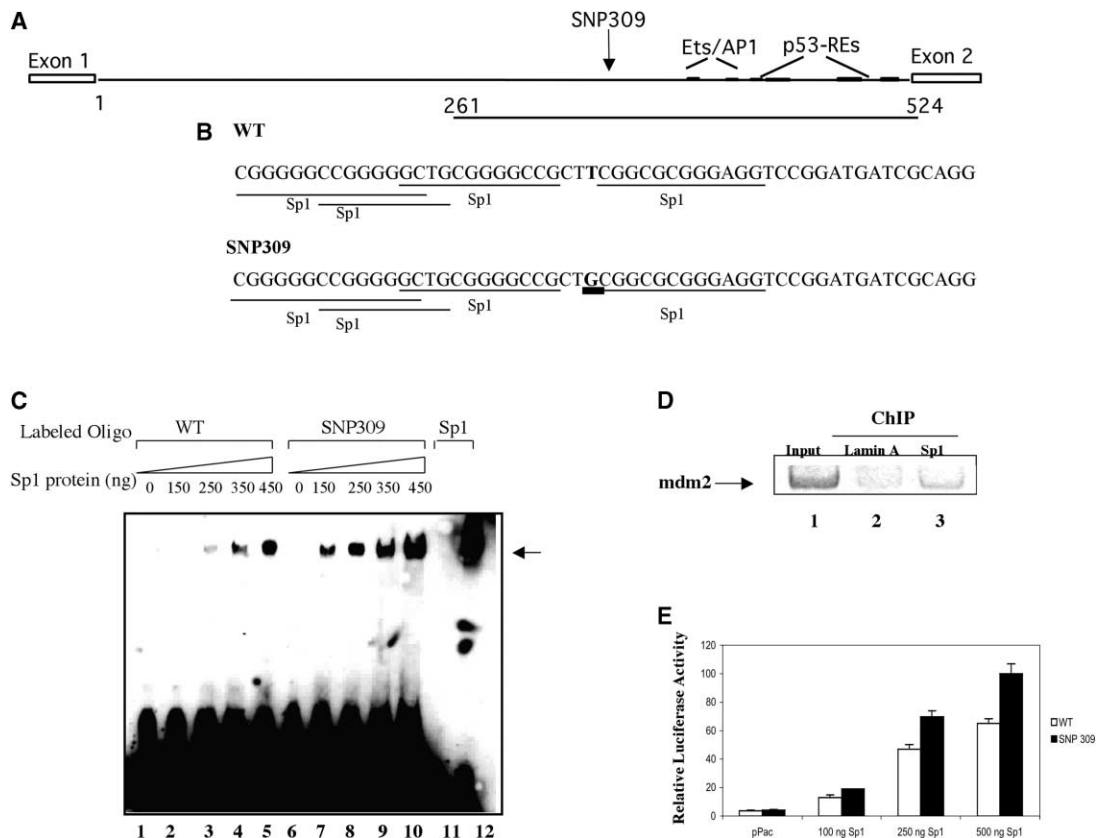 A
SNP309
Exon 1
Ets/AP1
p53-REs
Exon 2
1
261
524
B
WT
CGGGGGCCGGGGGCTGCGGGGCCGCTTCGGCGCGGGAGGTCCGGATGATCGCAGG
Sp1
Sp1
Sp1
Sp1
SNP309
CGGGGGCCGGGGGCTGCGGGGCCGCTGCGGCGCGGGAGGTCCGGATGATCGCAGG
Sp1
Sp1
Sp1
Sp1
C
Labeled Oligo WT SNP309 Sp1
Sp1 protein (ng) 0 150 250 350 450 0 150 250 350 450
1 2 3 4 5 6 7 8 9 10 11 12
D
ChIP
Input Lamin A Sp1
mdm2
1 2 3
E
Relative Luciferase Activity
120
100
80
60
40
20
0
pPac 100 ng Sp1 250 ng Sp1 500 ng Sp1
WT
SNP 309